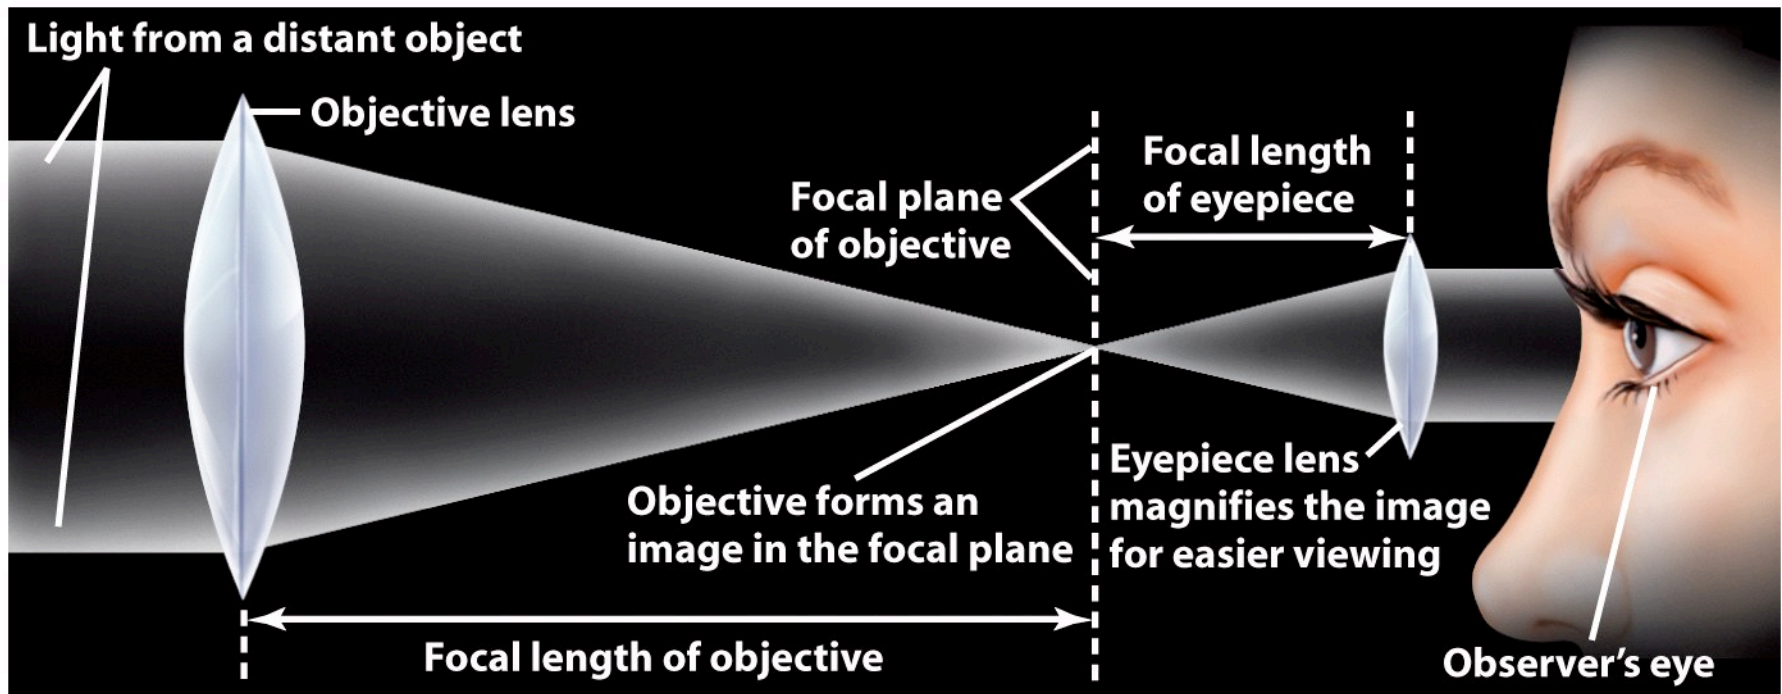 Light from a distant object
Objective lens
Focal plane
of objective
Focal length
of eyepiece
Objective forms an
image in the focal plane
Eyepiece lens
magnifies the image
for easier viewing
Focal length of objective
Observer’s eye